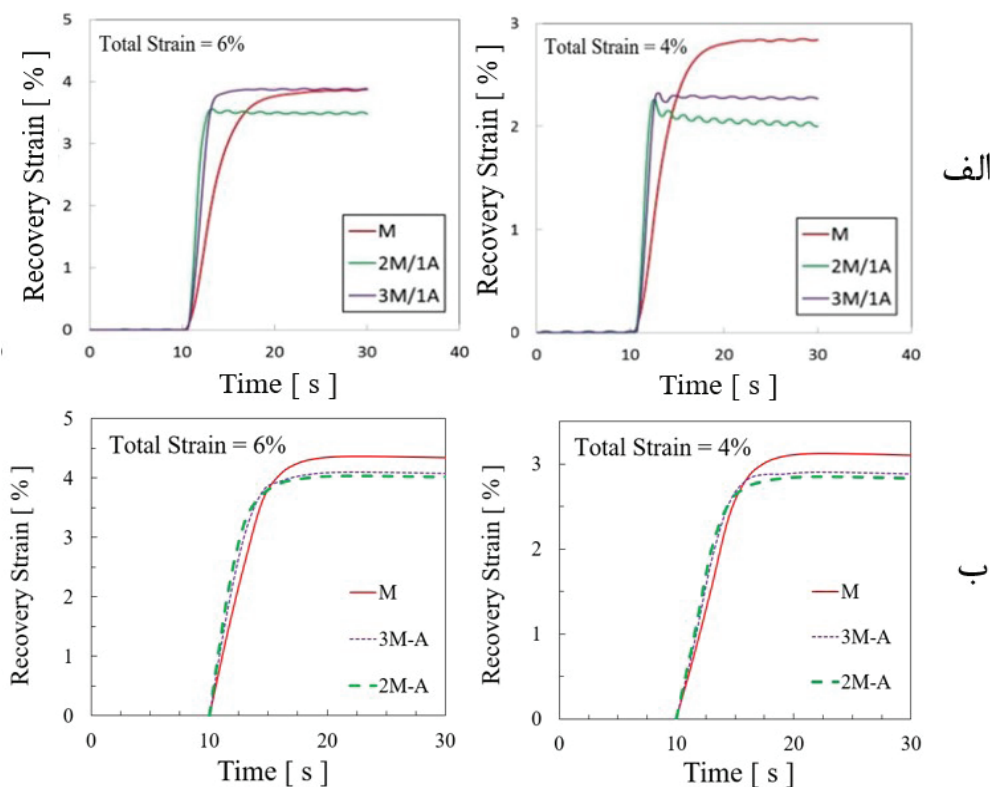 Total Strain = 6%
5
4
3
2
1
0
Recovery Strain [ % ]
M
2M/1A
3M/1A
0
10
20
30
40
Time [ s ]
Total Strain = 4%
3
2
1
0
Recovery Strain [ % ]
M
2M/1A
3M/1A
0
10
20
30
40
Time [ s ]
الف
Total Strain = 6%
5
4
3
4
2
1
0
Recovery Strain [ % ]
M
3M-A
2M-A
0
10
20
30
Time [ s ]
Total Strain = 4%
3
2
1
0
Recovery Strain [ % ]
M
3M-A
2M-A
0
10
20
30
Time [ s ]
ب